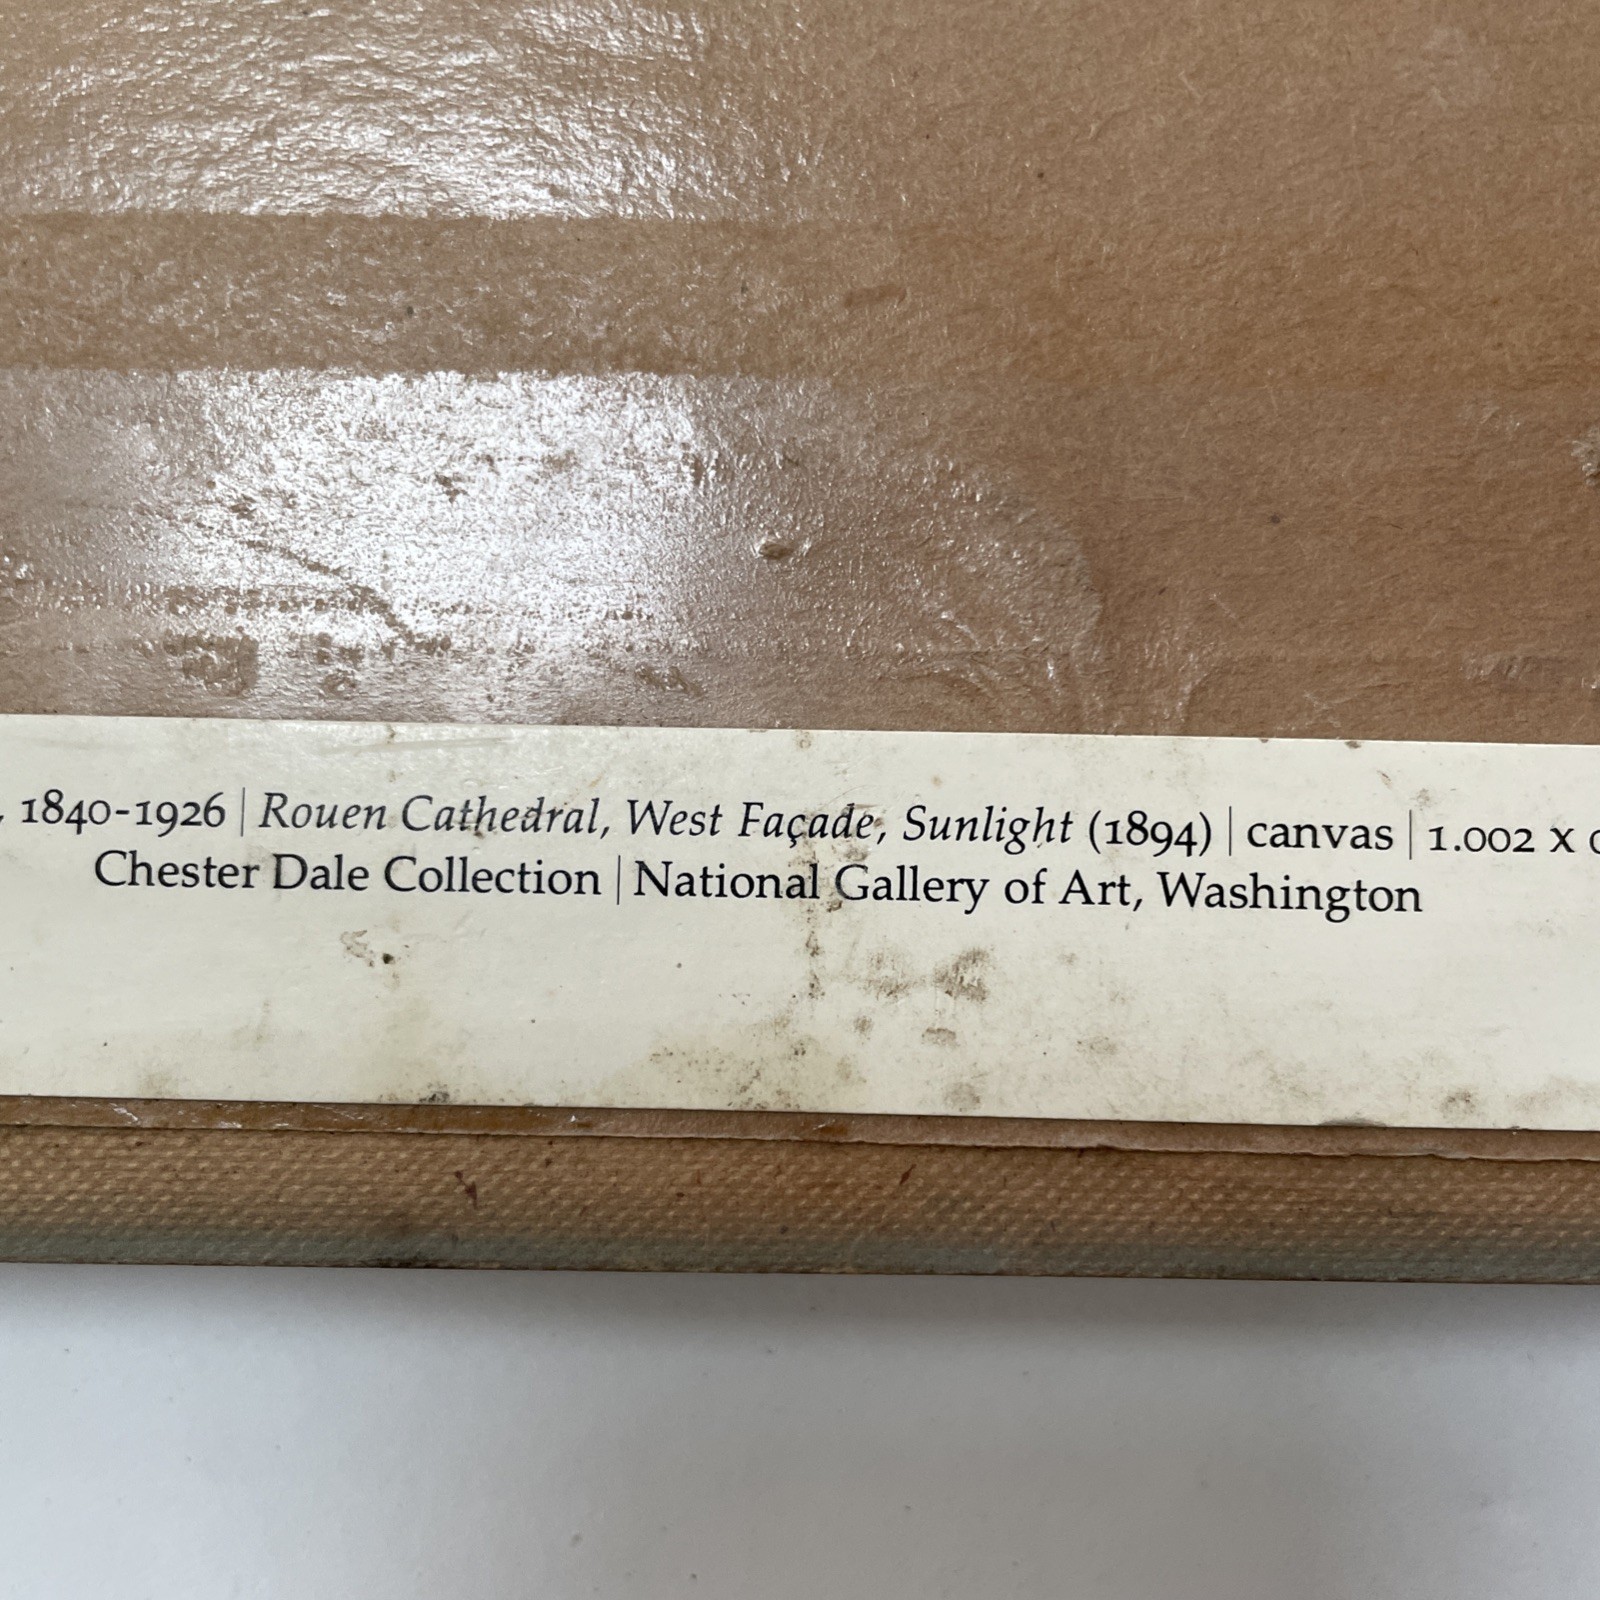 , 1840-1926 | Rouen Cathedral, West Façade, Sunlight (1894) | canvas | 1.002 x
Chester Dale Collection | National Gallery of Art, Washington